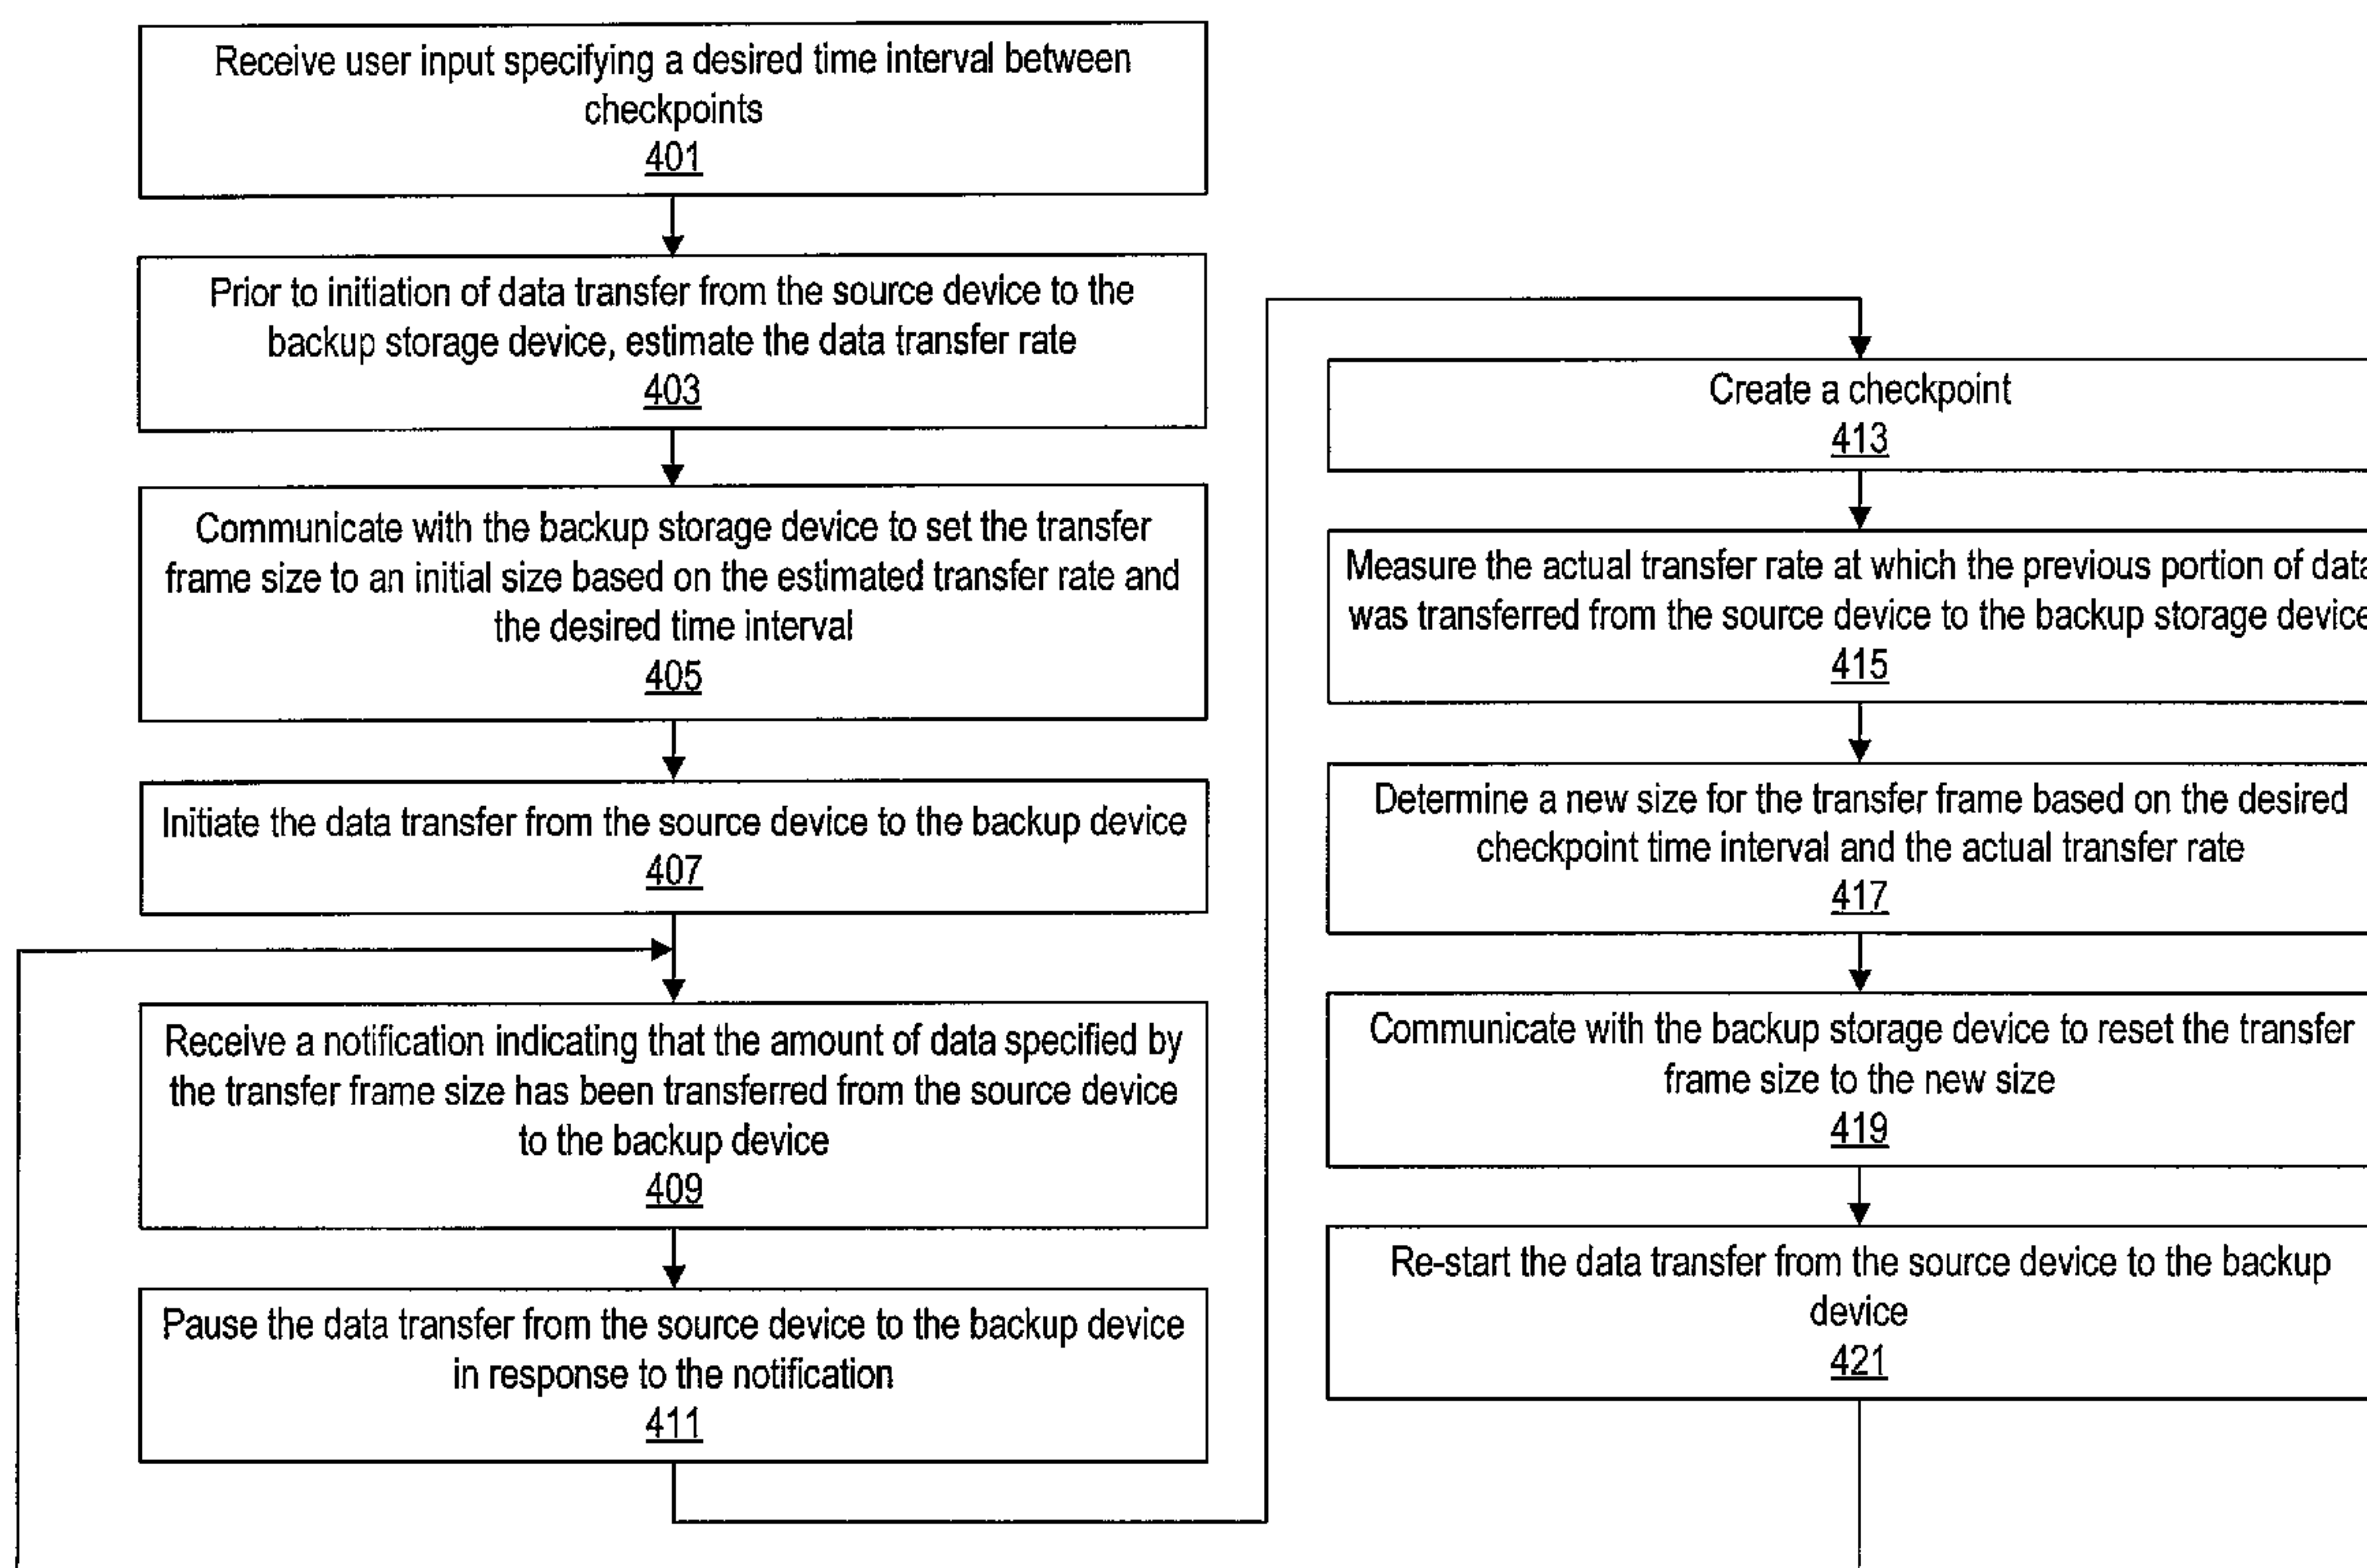 Receive user input specifying a desired time interval between
checkpoints
401
Prior to initiation of data transfer from the source device to the
backup storage device, estimate the data transfer rate
403
Communicate with the backup storage device to set the transfer
frame size to an initial size based on the estimated transfer rate and
the desired time interval
405
Initiate the data transfer from the source device to the backup device
407
Receive a notification indicating that the amount of data specified by
the transfer frame size has been transferred from the source device
to the backup device
409
Pause the data transfer from the source device to the backup device
in response to the notification
411
Create a checkpoint
413
Measure the actual transfer rate at which the previous portion of data
was transferred from the source device to the backup storage device
415
Determine a new size for the transfer frame based on the desired
checkpoint time interval and the actual transfer rate
417
Communicate with the backup storage device to reset the transfer
frame size to the new size
419
Re-start the data transfer from the source device to the backup
device
421